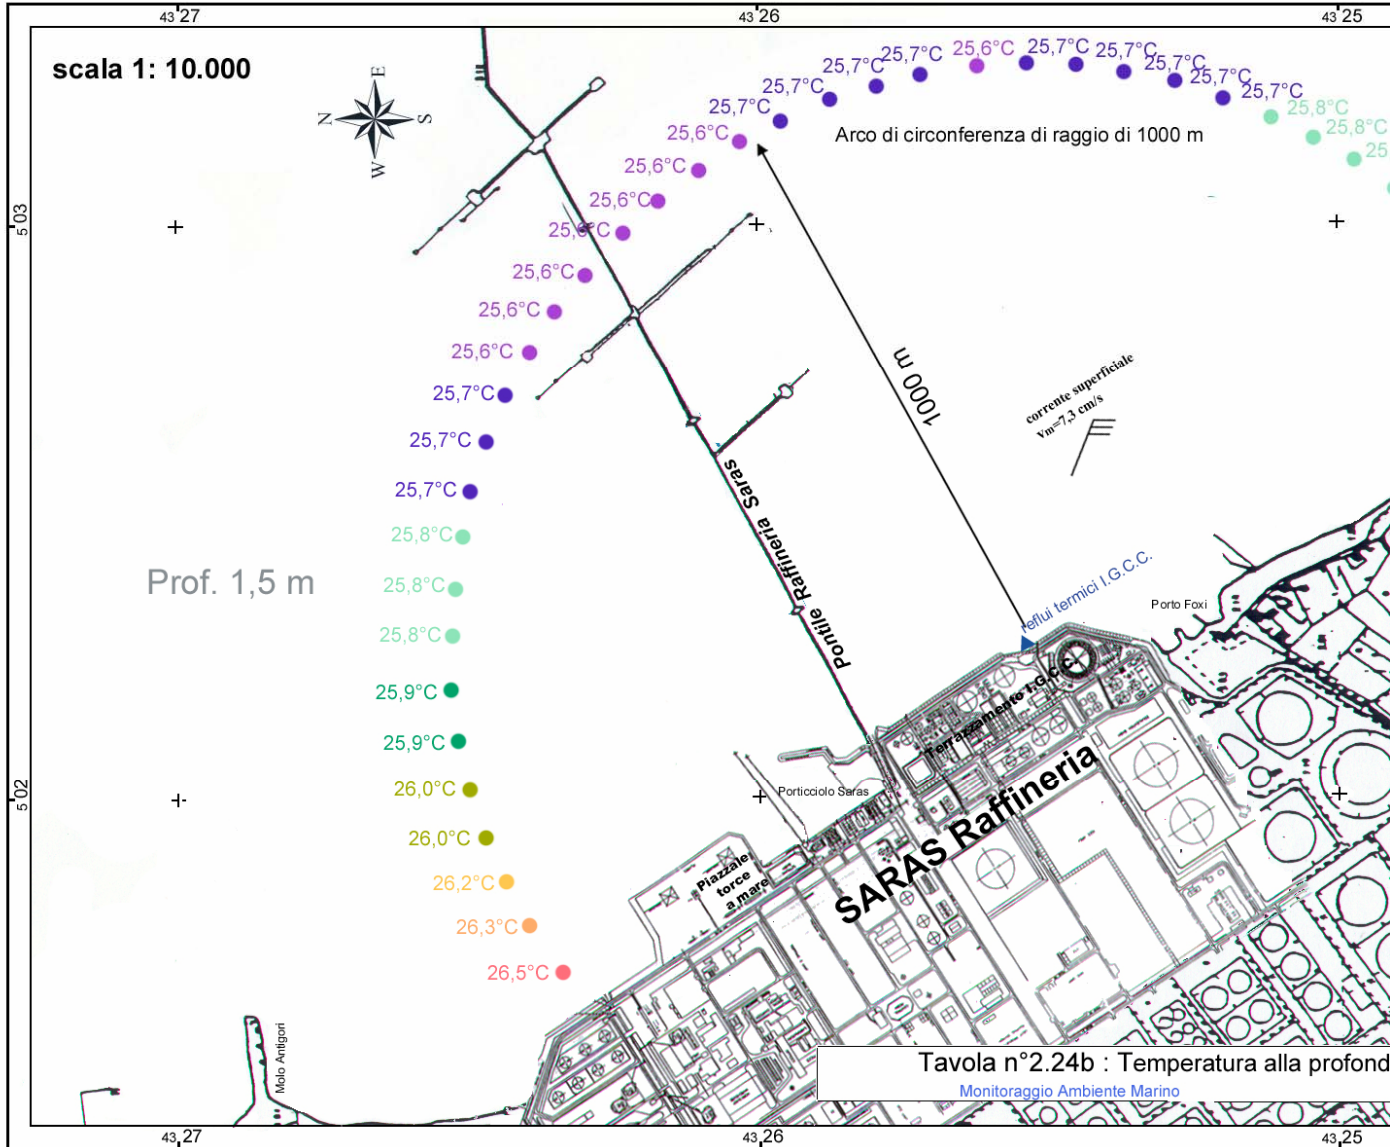 43 27
43 26
43 25
scala 1: 10.000
E
N
S
W
25,7°C
25,7°C
25,7°C
25,7°C
25,6°C
25,7°C
25,7°C
25,7°C
25,7°C
25,7°C
25,8°C
25,8°C
25
Arco di circonferenza di raggio di 1000 m
25,6°C
25,6°C
25,6°C
25,6°C
25,6°C
25,6°C
25,6°C
25,7°C
25,7°C
25,7°C
25,8°C
25,8°C
25,8°C
25,9°C
25,9°C
26,0°C
26,0°C
26,2°C
26,3°C
26,5°C
5 03
5 02
1000 m
corrente superficiale
vm=7,3 cm/s
Prof. 1,5 m
Pontile Raffineria Saras
reflui termici I.G.C.C.
Porto Foxi
Terrazzamento I.G.C.C.
Porticciolo Saras
SARAS Raffineria
Piazzale
torce
a mare
Molo Antigori
Tavola n°2.24b : Temperatura alla profond
Monitoraggio Ambiente Marino
43 27
43 26
43 25